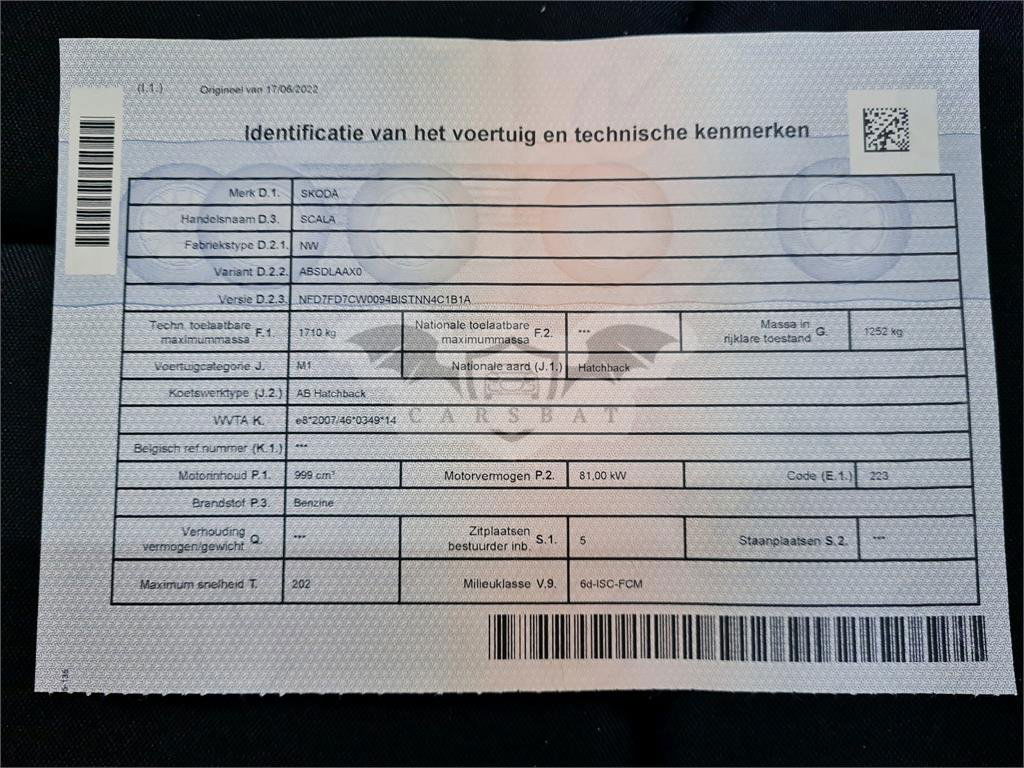 (I.1.) Origineel van 17/06/2022
Identificatie van het voertuig en technische kenmerken
Merk D.1. SKODA
Handelsnaam D.3. SCALA
Fabriekstype D.2.1. NW
Variant D.2.2. ABSDLAAX0
Versie D.2.3. NFD7FD7CW0094BISTNN4C1B1A
Techn. toelaatbare maximummassa F.1. 1710 kg Nationale toelaatbare maximummassa F.2. *** Massa in rijklare toestand G. 1252 kg
Voertuigcategorie J. M1 Nationale aard (J.1.) Hatchback
Koetswerktype (J.2.) AB Hatchback
WVTA K. e8*2007/46*0349*14
CARSBAT
Belgisch ref.nummer (K.1.) ***
Motorinhoud P.1. 999 cm³ Motorvermogen P.2. 81,00 kW Code (E.1.) 223
Brandstof P.3. Benzine
Verhouding vermogen/gewicht Q. *** Zitplaatsen bestuurder inb. S.1. 5 Staanplaatsen S.2. ***
Maximum snelheid T. 202 Milieuklasse V.9. 6d-ISC-FCM